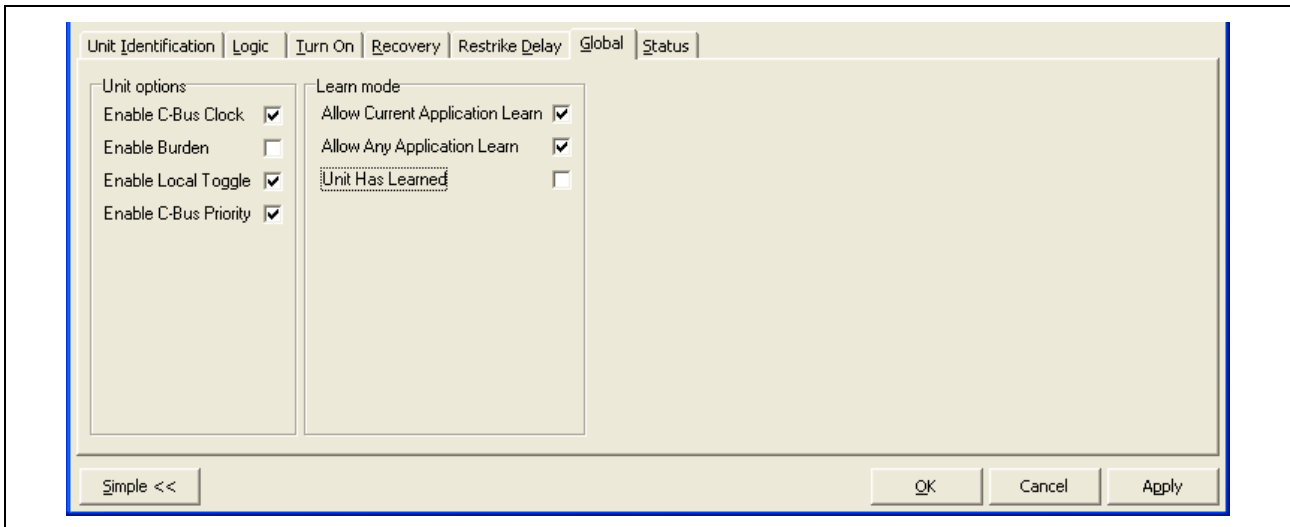 Unit Identification Logic Turn On Recovery Restrike Delay Global Status
Unit options
Enable C-Bus Clock
Enable Burden
Enable Local Toggle
Enable C-Bus Priority
Learn mode
Allow Current Application Learn
Allow Any Application Learn
Unit Has Learned
Simple << OK Cancel Apply